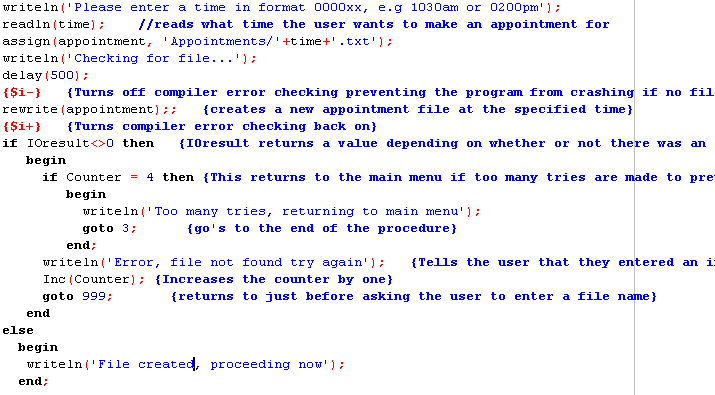 writeln('Please enter a time in format 0000xx, e.g 1030am or 0200pm');
readln(time);     //reads what time the user wants to make an appointment for
assign(appointment, 'Appointments/'+time+'.txt');
writeln('Checking for file...');
delay(500);
{$i-}   {Turns off compiler error checking preventing the program from crashing if no fil
rewrite(appointment);;   {creates a new appointment file at the specified time}
{$i+}   {Turns compiler error checking back on}
if IOresult<>0 then   {IOresult returns a value depending on whether or not there was an
   begin
     if Counter = 4 then {This returns to the main menu if too many tries are made to pre
        begin
          writeln('Too many tries, returning to main menu');
          goto 3;      {go's to the end of the procedure}
        end;
     writeln('Error, file not found try again');   {Tells the user that they entered an i
     Inc(Counter); {Increases the counter by one}
     goto 999;       {returns to just before asking the user to enter a file name}
   end
else
  begin
   writeln('File created, proceeding now');
  end;